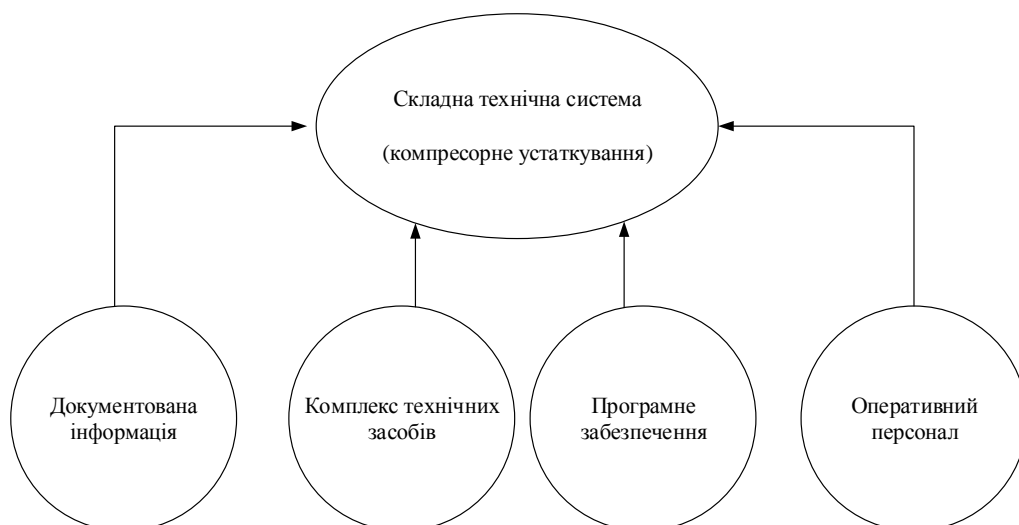 Складна технічна система
(компресорне устаткування)
Документована
інформація
Комплекс технічних
засобів
Програмне
забезпечення
Оперативний
персонал